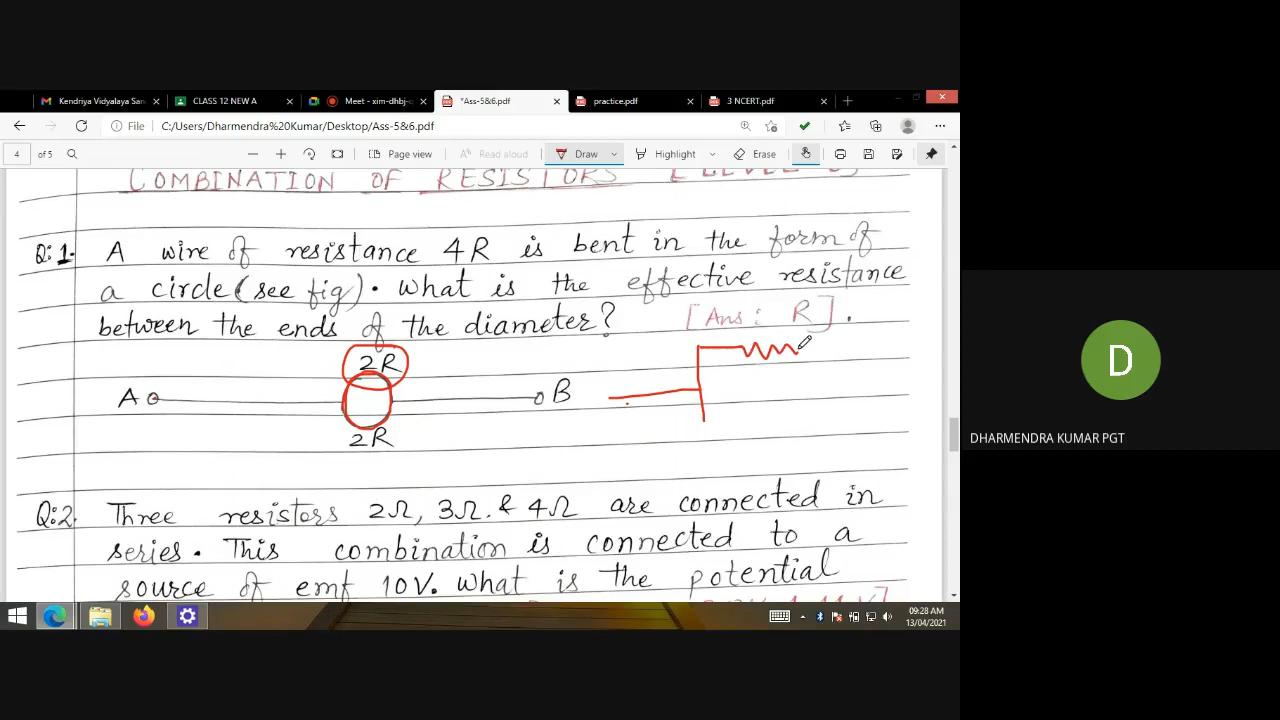 Kendriya Vidyalaya San
CLASS 12 NEW A
Meet - xim-dhbj-
*Ass-5&6.pdf
practice.pdf
3 NCERT.pdf
File
C:/Users/Dharmendra%20Kumar/Desktop/Ass-5&6.pdf
4 of 5
Page view
Read aloud
Draw
Highlight
Erase
COMBINATION OF RESISTORS
Q:1. A wire of resistance 4R is bent in the form of
a circle (see fig). What is the effective resistance
between the ends of the diameter? [Ans: R].
2R
A
B
2R
D
DHARMENDRA KUMAR PGT
Q:2. Three resistors 2Ω, 3Ω. & 4Ω are connected in
series. This combination is connected to a
source of emf 10V. What is the potential
09:28 AM
13/04/2021